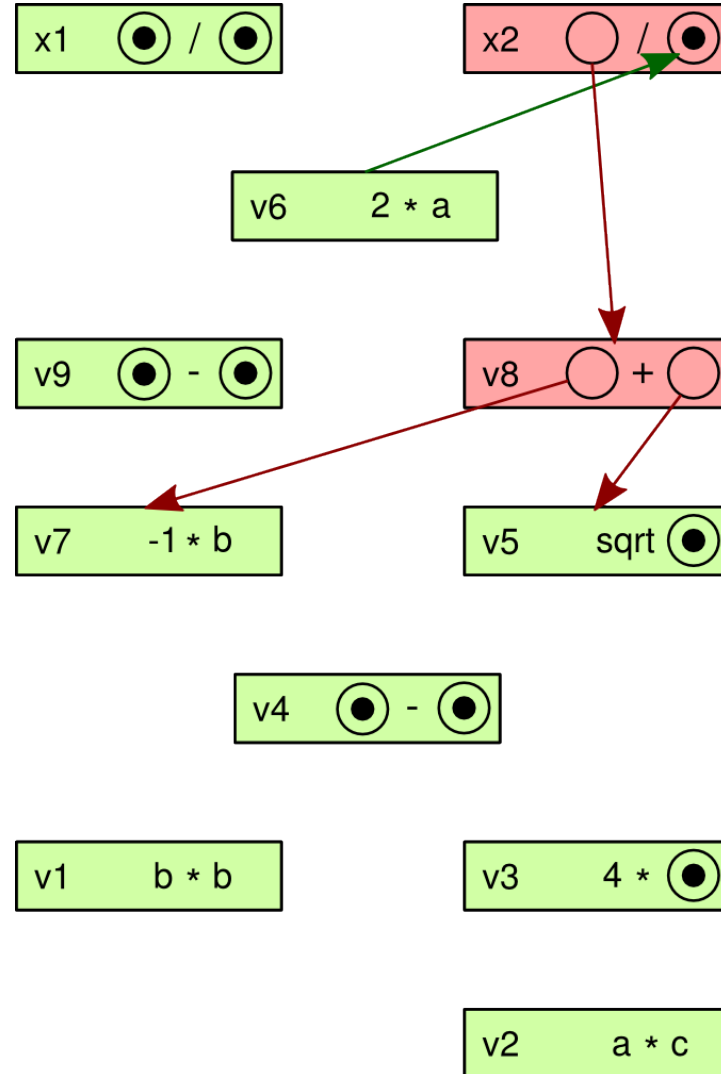 x1 /
x2 /
v6 2 * a
v9 -
v8 +
v7 -1 * b
v5 sqrt
v4 -
v1 b * b
v3 4 *
v2 a * c